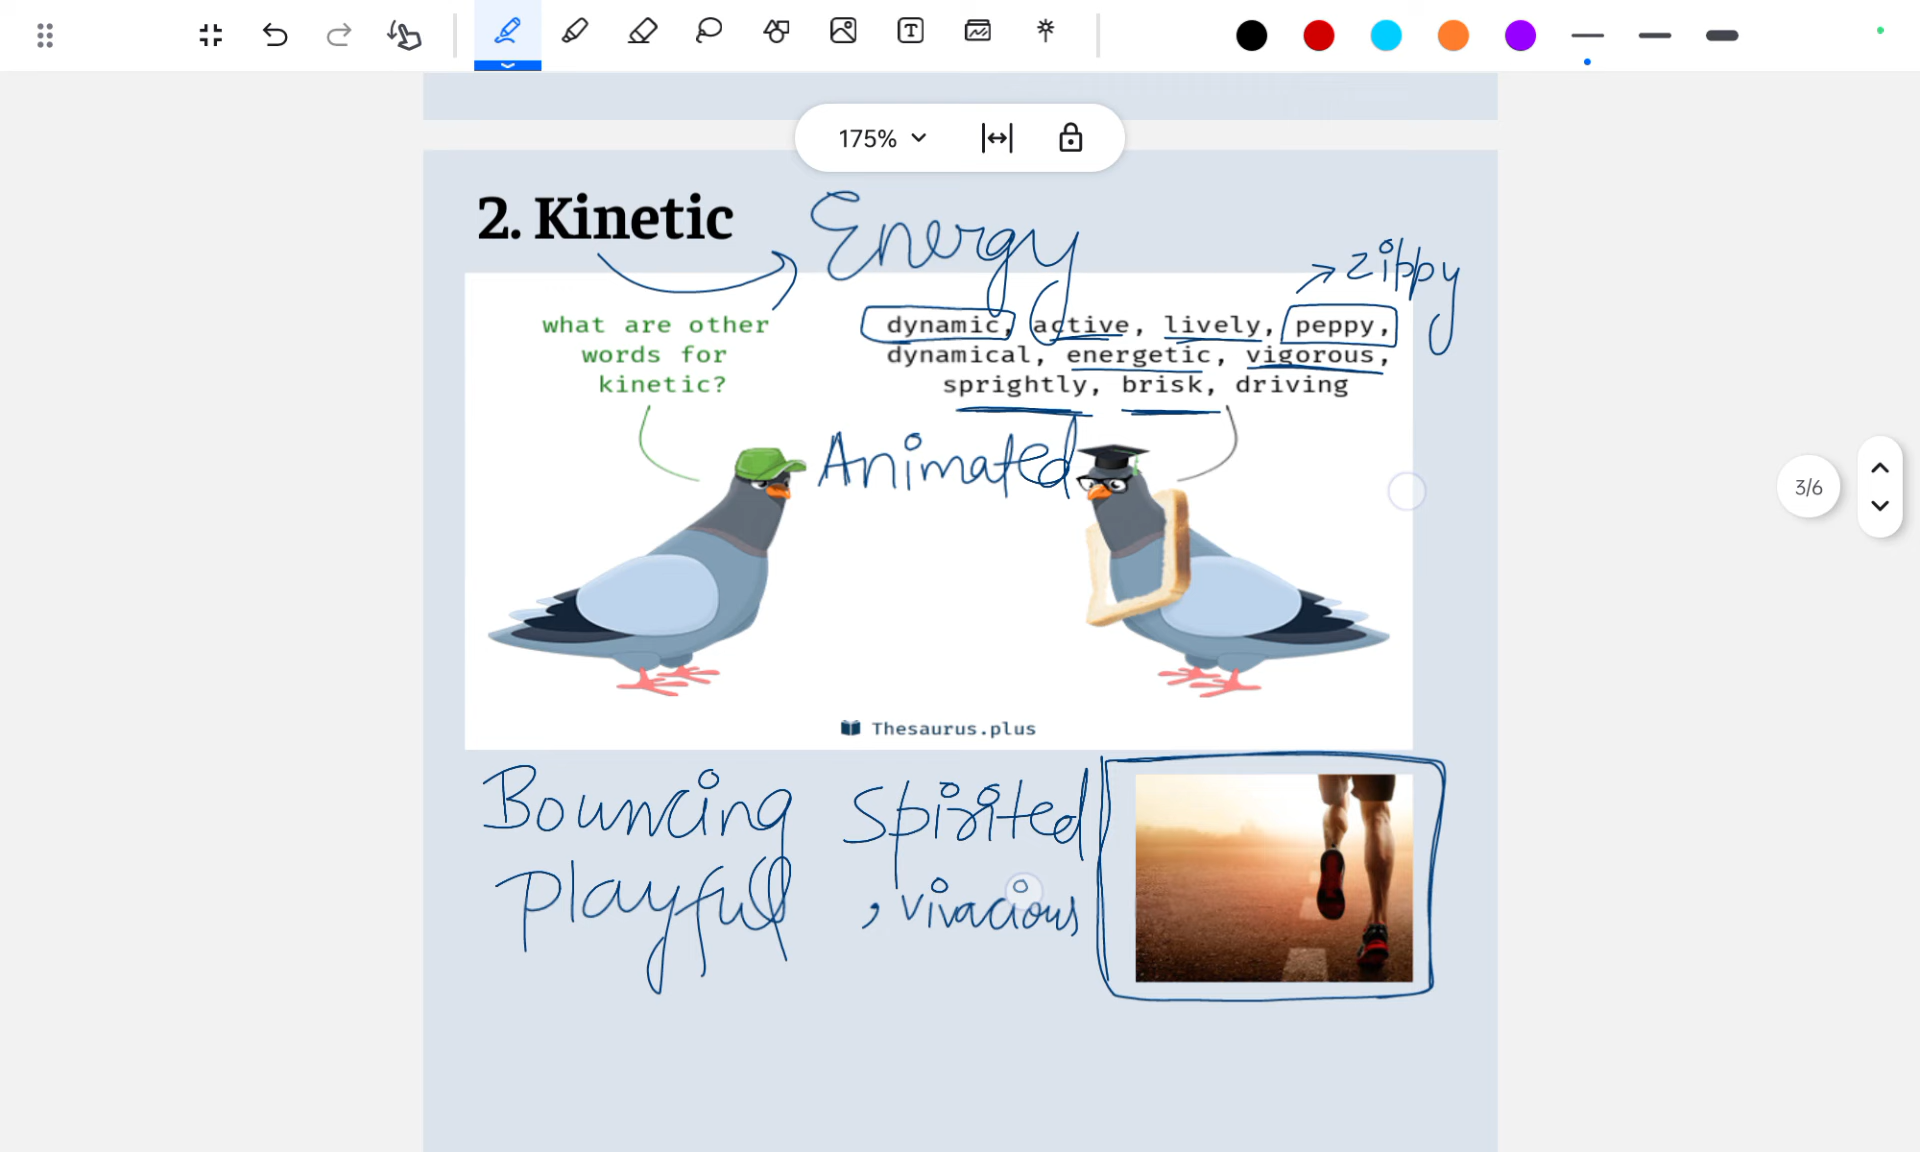 175%
2. Kinetic Energy
→ zippy
what are other
words for
kinetic?
dynamic, active, lively, peppy,
dynamical, energetic, vigorous,
sprightly, brisk, driving
Animated
3/6
Thesaurus.plus
Bouncing Spirited
Playful , vivacious